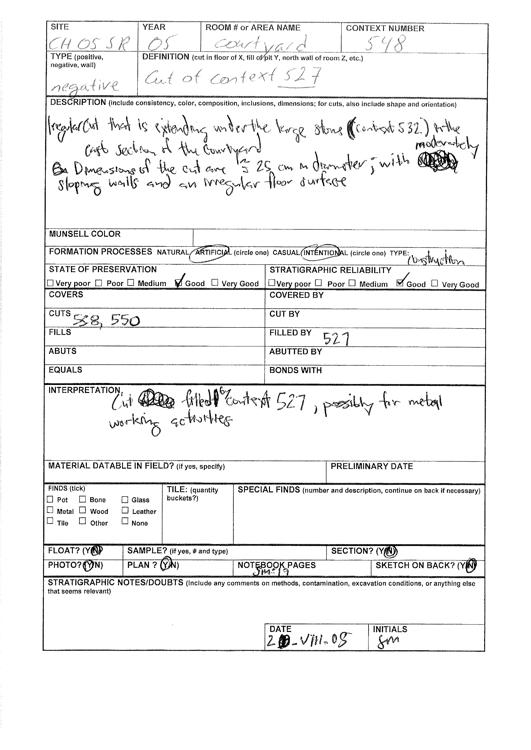 SITE YEAR ROOM # or AREA NAME CONTEXT NUMBER
CH OS SR 05 courtyard 548
TYPE (positive, negative, wall) DEFINITION (cut in floor of X, fill of pit Y, north wall of room Z, etc.)
negative Cut of context 527
DESCRIPTION (include consistency, color, composition, inclusions, dimensions; for cuts, also include shape and orientation)
Irregular Cut that is extending under the large stone (context 532) in the
east section of the courtyard
Dimensions of the cut are 25 cm in diameter; with moderately
sloping walls and an irregular floor surface
MUNSELL COLOR
FORMATION PROCESSES NATURAL/ARTIFICIAL (circle one) CASUAL/INTENTIONAL (circle one) TYPE: construction
STATE OF PRESERVATION STRATIGRAPHIC RELIABILITY
Very poor Poor Medium Good Very Good Very poor Poor Medium Good Very Good
COVERS COVERED BY
CUTS 538, 550 CUT BY
FILLS FILLED BY 527
ABUTS ABUTTED BY
EQUALS BONDS WITH
INTERPRETATION
Cut filled by context 527, possibly for metal
working activities
MATERIAL DATABLE IN FIELD? (if yes, specify) PRELIMINARY DATE
FINDS (tick) TILE: (quantity buckets?) SPECIAL FINDS (number and description, continue on back if necessary)
Pot Bone Glass
Metal Wood Leather
Tile Other None
FLOAT? (Y/N) SAMPLE? (if yes, # and type) SECTION? (Y/N)
PHOTO? (Y/N) PLAN ? (Y/N) NOTEBOOK PAGES JM-19 SKETCH ON BACK? (Y/N)
STRATIGRAPHIC NOTES/DOUBTS (Include any comments on methods, contamination, excavation conditions, or anything else
that seems relevant)
DATE INITIALS
VIII-05 JM